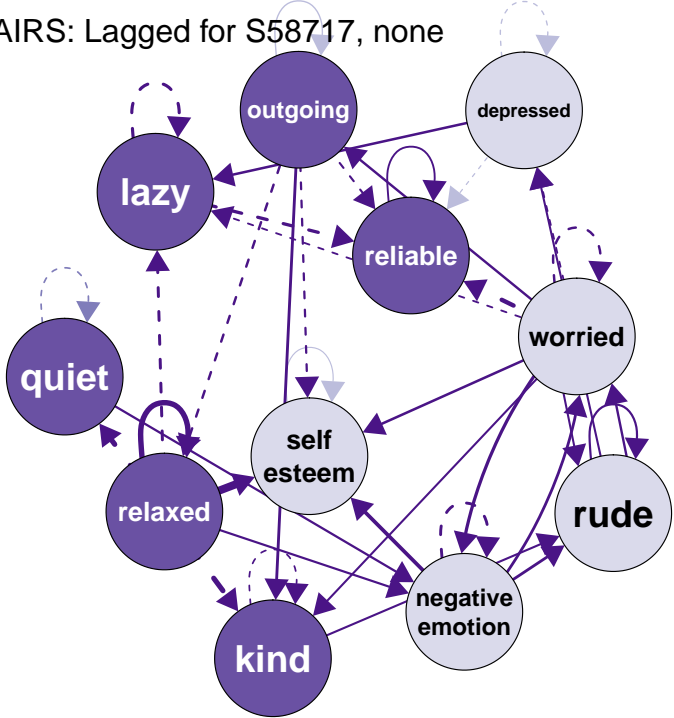 AIRS: Lagged for S58717, none
outgoing
depressed
lazy
reliable
worried
quiet
self
esteem
relaxed
rude
negative
emotion
kind